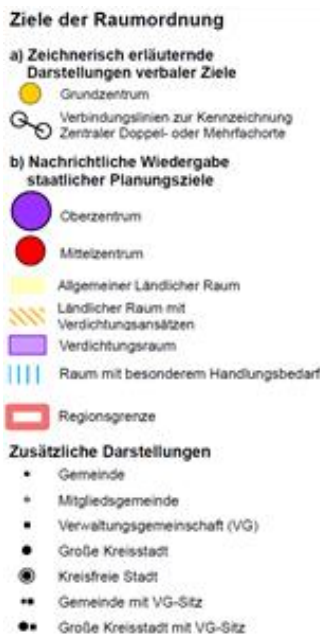 Ziele der Raumordnung
a) Zeichnerisch erläuternde
Darstellungen verbaler Ziele
Grundzentrum
Verbindungslinien zur Kennzeichnung
Zentraler Doppel- oder Mehrfachorte
b) Nachrichtliche Wiedergabe
staatlicher Planungsziele
Oberzentrum
Mittelzentrum
Allgemeiner Ländlicher Raum
Ländlicher Raum mit
Verdichtungsansätzen
Verdichtungsraum
Raum mit besonderem Handlungsbedarf
Regionsgrenze
Zusätzliche Darstellungen
Gemeinde
Mitgliedsgemeinde
Verwaltungsgemeinschaft (VG)
Große Kreisstadt
Kreisfreie Stadt
Gemeinde mit VG-Sitz
Große Kreisstadt mit VG-Sitz